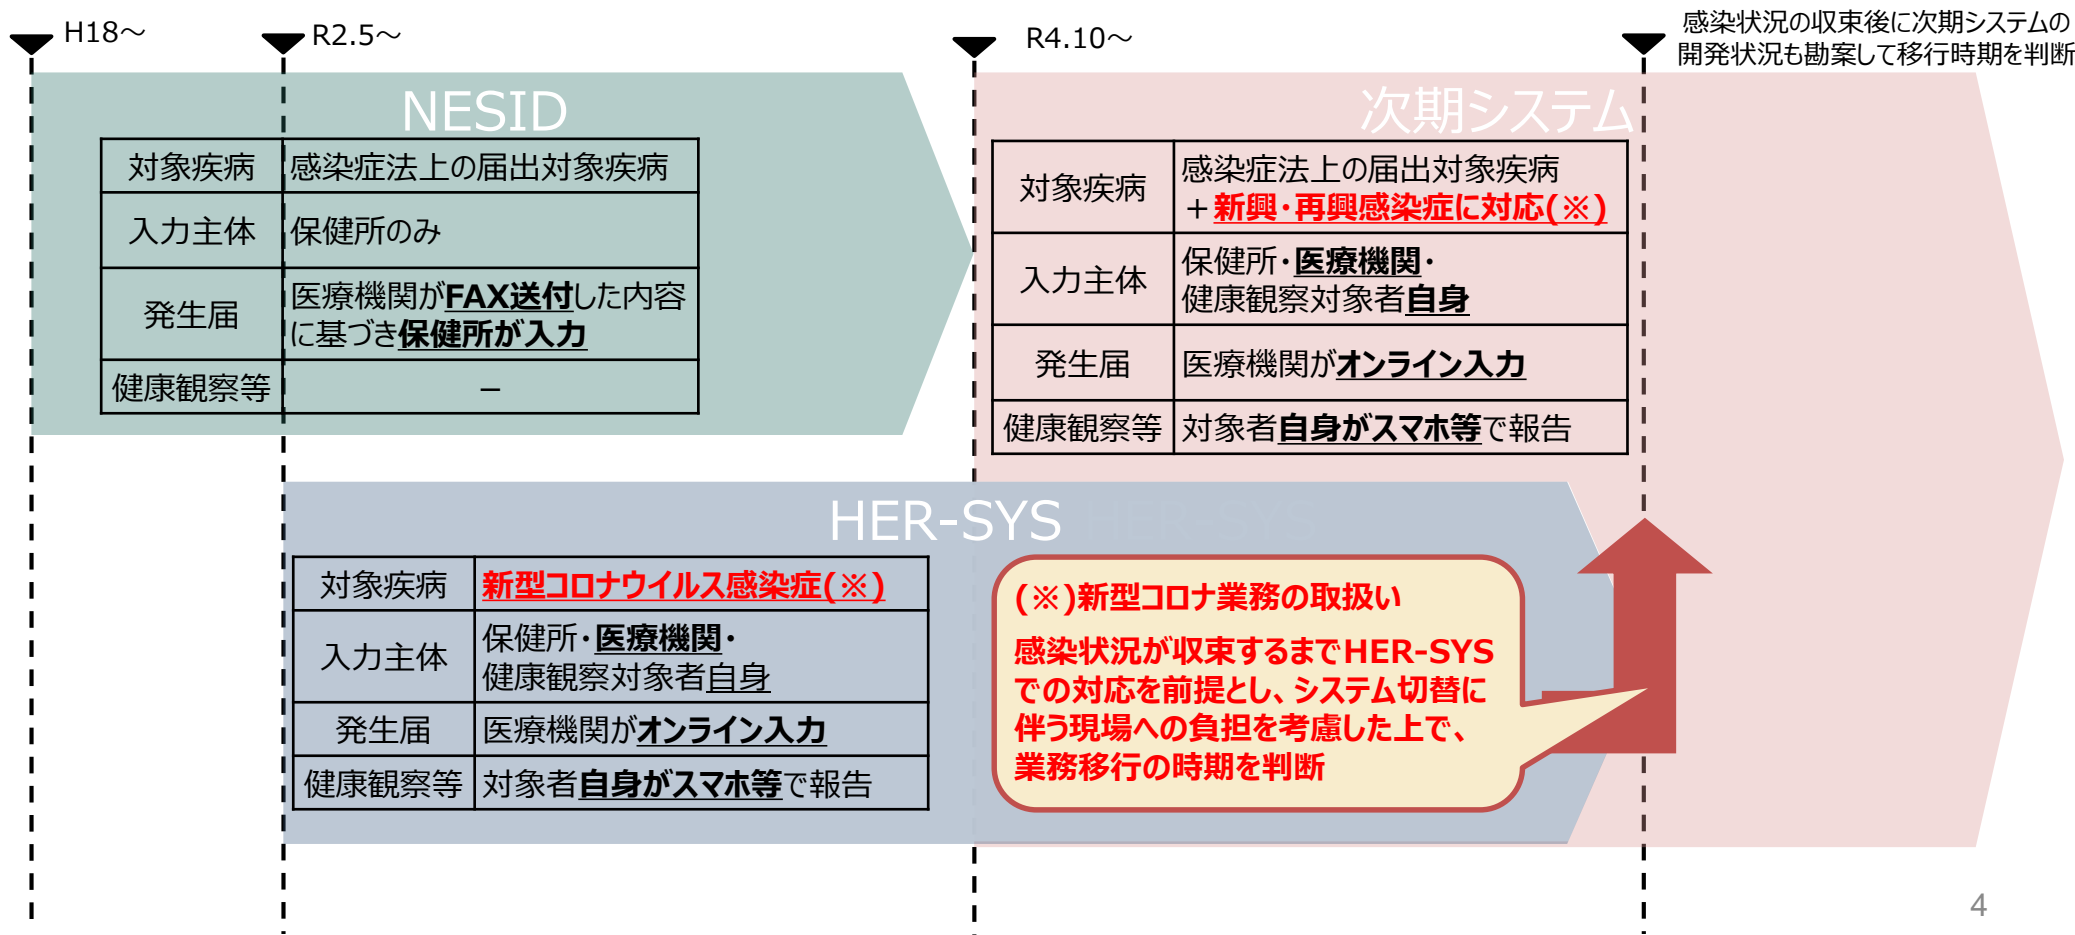 H18～
R2.5～
R4.10～
感染状況の収束後に次期システムの
開発状況も勘案して移行時期を判断
NESID
対象疾病 感染症法上の届出対象疾病
入力主体 保健所のみ
発生届 医療機関がFAX送付した内容
に基づき保健所が入力
健康観察等 －
次期システム
対象疾病 感染症法上の届出対象疾病
＋新興・再興感染症に対応(※)
入力主体 保健所・医療機関・
健康観察対象者自身
発生届 医療機関がオンライン入力
健康観察等 対象者自身がスマホ等で報告
HER-SYS HER-SYS
対象疾病 新型コロナウイルス感染症(※)
入力主体 保健所・医療機関・
健康観察対象者自身
発生届 医療機関がオンライン入力
健康観察等 対象者自身がスマホ等で報告
(※)新型コロナ業務の取扱い
感染状況が収束するまでHER-SYS
での対応を前提とし、システム切替に
伴う現場への負担を考慮した上で、
業務移行の時期を判断
4